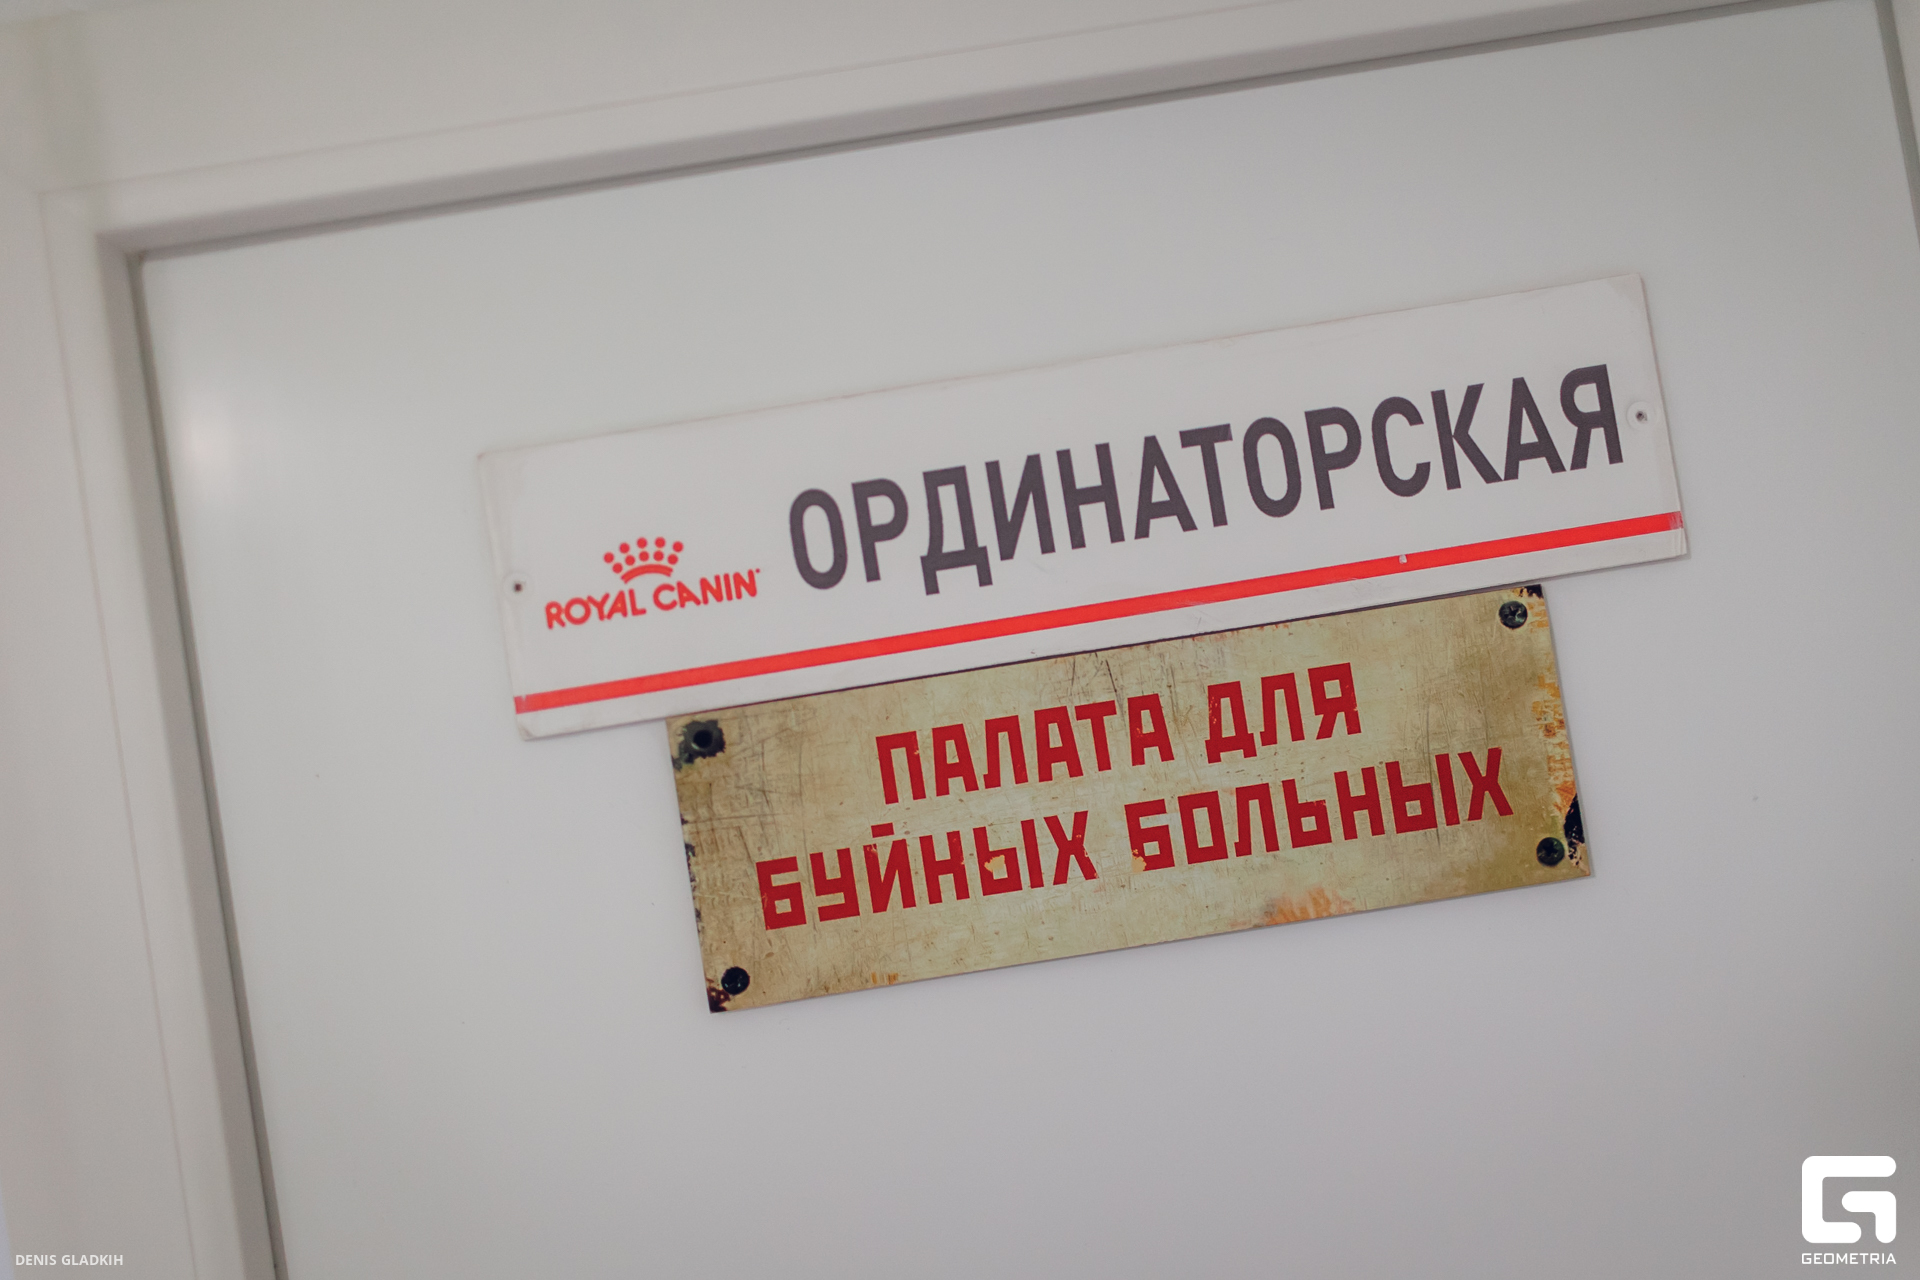 ОРДИНАТОРСКАЯ
ROYAL CANIN
ПАЛАТА ДЛЯ
БУЙНЫХ БОЛЬНЫХ
DENIS GLADKIH
GEOMETRIA